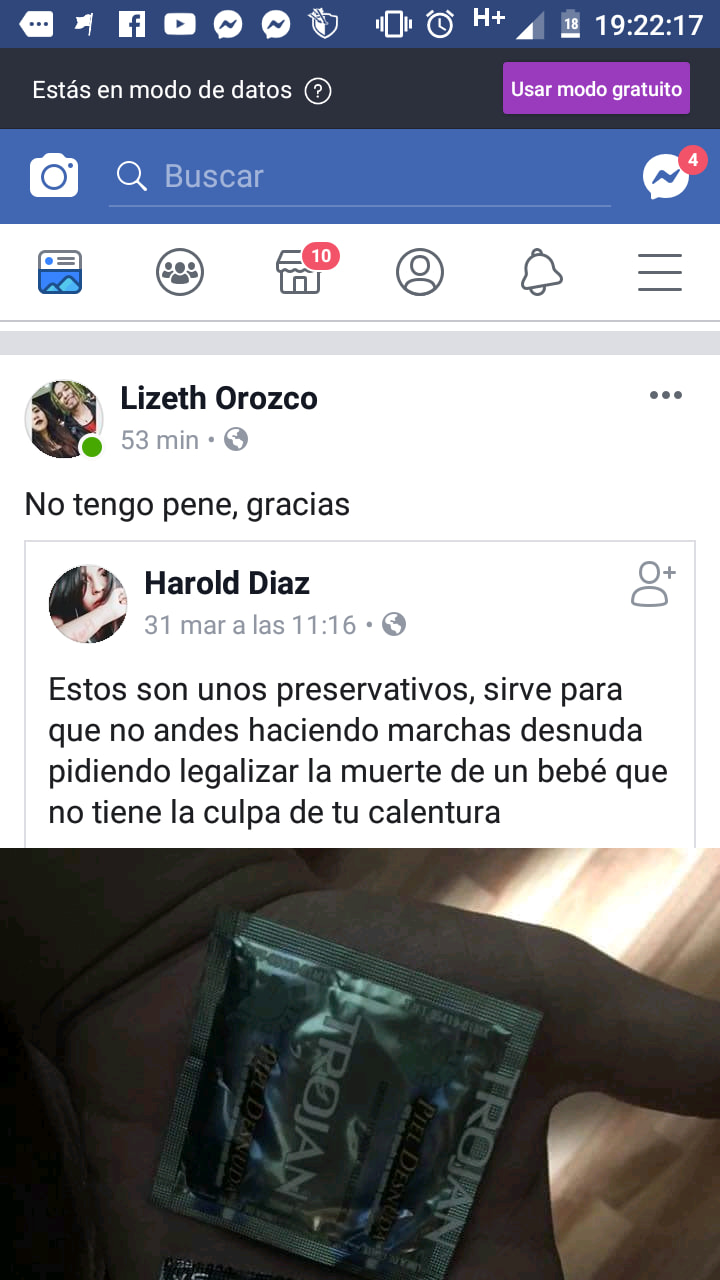 H+
18
19:22:17
Estás en modo de datos ?
Usar modo gratuito
Buscar
4
10
Lizeth Orozco
53 min •
No tengo pene, gracias
Harold Diaz
31 mar a las 11:16 •
Estos son unos preservativos, sirve para
que no andes haciendo marchas desnuda
pidiendo legalizar la muerte de un bebé que
no tiene la culpa de tu calentura
TROJAN
PIEL DESNUDA
TROJAN
PIEL DESNUDA